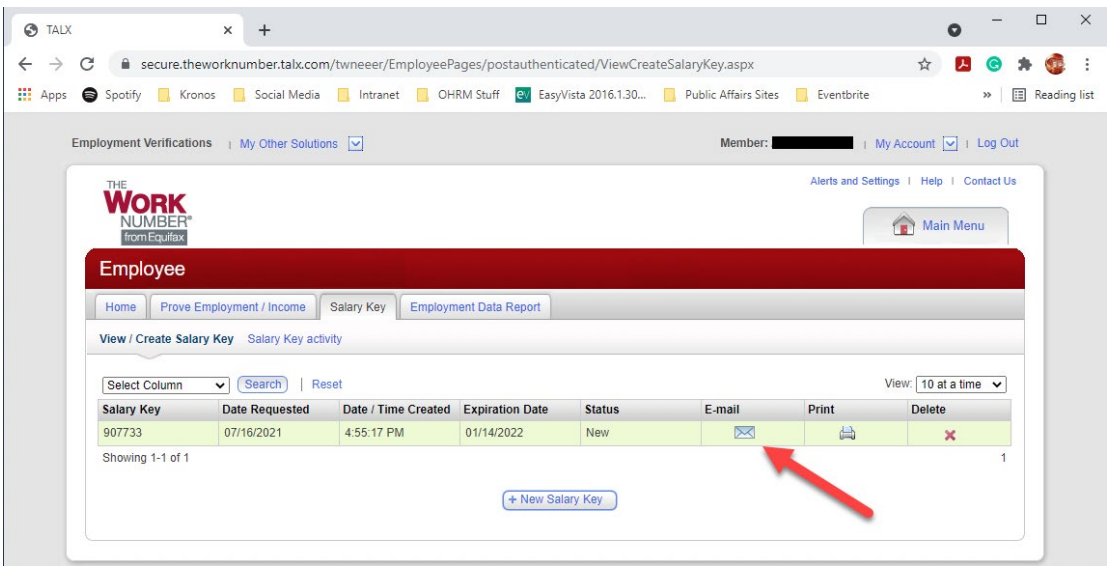 TALX
secure.theworknumber.talx.com/twneeer/EmployeePages/postauthenticated/ViewCreateSalaryKey.aspx
Apps Spotify Kronos Social Media Intranet OHRM Stuff ev EasyVista 2016.1.30... Public Affairs Sites Eventbrite » Reading list
Employment Verifications | My Other Solutions Member: | My Account | Log Out
Alerts and Settings | Help | Contact Us
THE
WORK
NUMBER®
from Equifax
Main Menu
Employee
Home Prove Employment / Income Salary Key Employment Data Report
View / Create Salary Key Salary Key activity
Select Column Search | Reset View: 10 at a time
Salary Key Date Requested Date / Time Created Expiration Date Status E-mail Print Delete
907733 07/16/2021 4:55:17 PM 01/14/2022 New
Showing 1-1 of 1 1
+ New Salary Key